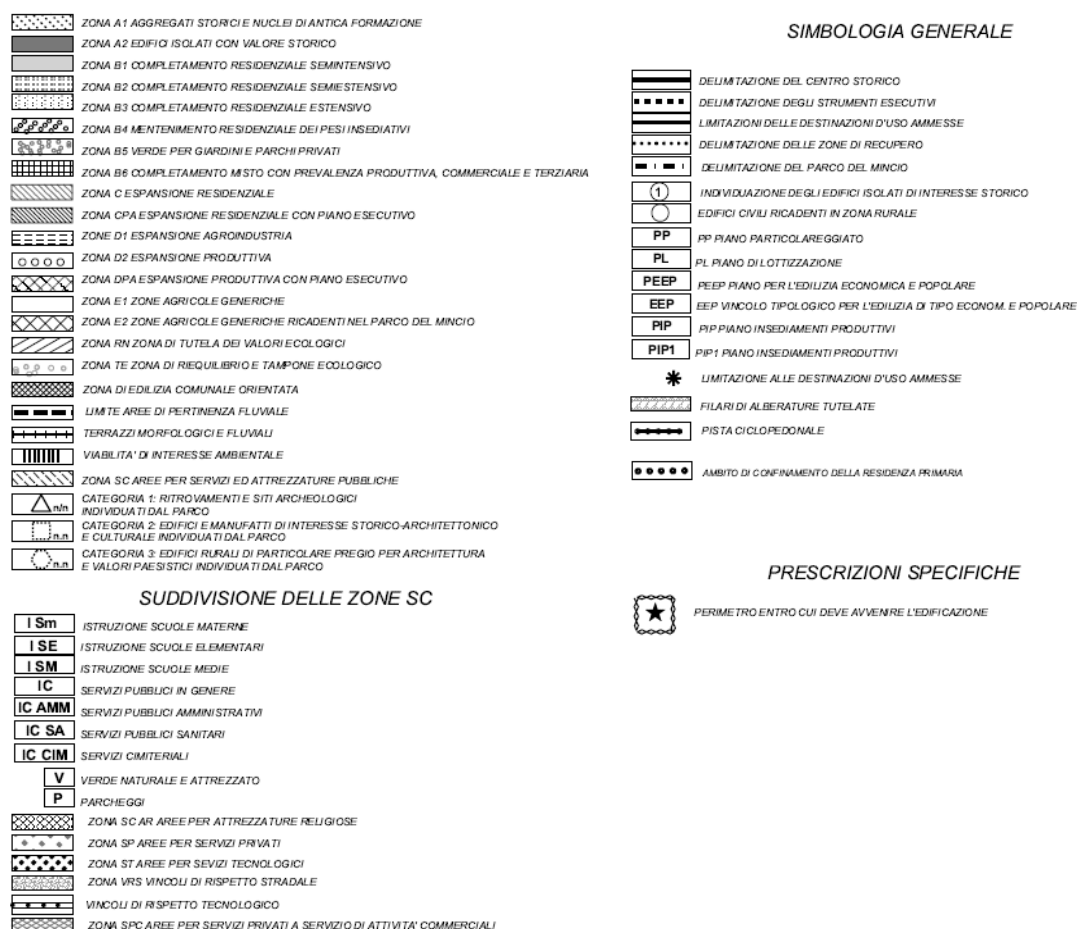 ZONA A1 AGGREGATI STORICI E NUCLEI DI ANTICA FORMAZIONE
ZONA A2 EDIFICI ISOLATI CON VALORE STORICO
ZONA B1 COMPLETAMENTO RESIDENZIALE SEMINTENSIVO
ZONA B2 COMPLETAMENTO RESIDENZIALE SEMIESTENSIVO
ZONA B3 COMPLETAMENTO RESIDENZIALE ESTENSIVO
ZONA B4 MENTENIMENTO RESIDENZIALE DEI PESI INSEDIATIVI
ZONA B5 VERDE PER GIARDINI E PARCHI PRIVATI
ZONA B6 COMPLETAMENTO MISTO CON PREVALENZA PRODUTTIVA, COMMERCIALE E TERZIARIA
ZONA C ESPANSIONE RESIDENZIALE
ZONA CPA ESPANSIONE RESIDENZIALE CON PIANO ESECUTIVO
ZONE D1 ESPANSIONE AGROINDUSTRIA
ZONA D2 ESPANSIONE PRODUTTIVA
ZONA DPA ESPANSIONE PRODUTTIVA CON PIANO ESECUTIVO
ZONA E1 ZONE AGRICOLE GENERICHE
ZONA E2 ZONE AGRICOLE GENERICHE RICADENTI NEL PARCO DEL MINCIO
ZONA RN ZONA DI TUTELA DEI VALORI ECOLOGICI
ZONA TE ZONA DI RIEQUILIBRIO E TAMPONE ECOLOGICO
ZONA DI EDILIZIA COMUNALE ORIENTATA
LIMITE AREE DI PERTINENZA FLUVIALE
TERRAZZI MORFOLOGICI E FLUVIALI
VIABILITA' DI INTERESSE AMBIENTALE
ZONA SC AREE PER SERVIZI ED ATTREZZATURE PUBBLICHE
n/n CATEGORIA 1: RITROVAMENTI E SITI ARCHEOLOGICI
INDIVIDUATI DAL PARCO
n.n CATEGORIA 2: EDIFICI E MANUFATTI DI INTERESSE STORICO-ARCHITETTONICO
E CULTURALE INDIVIDUATI DAL PARCO
n.n CATEGORIA 3: EDIFICI RURALI DI PARTICOLARE PREGIO PER ARCHITETTURA
E VALORI PAESISTICI INDIVIDUATI DAL PARCO
SUDDIVISIONE DELLE ZONE SC
I Sm ISTRUZIONE SCUOLE MATERNE
I SE ISTRUZIONE SCUOLE ELEMENTARI
I SM ISTRUZIONE SCUOLE MEDIE
IC SERVIZI PUBBLICI IN GENERE
IC AMM SERVIZI PUBBLICI AMMINISTRATIVI
IC SA SERVIZI PUBBLICI SANITARI
IC CIM SERVIZI CIMITERIALI
V VERDE NATURALE E ATTREZZATO
P PARCHEGGI
ZONA SC AR AREE PER ATTREZZATURE RELIGIOSE
ZONA SP AREE PER SERVIZI PRIVATI
ZONA ST AREE PER SEVIZI TECNOLOGICI
ZONA VRS VINCOLI DI RISPETTO STRADALE
VINCOLI DI RISPETTO TECNOLOGICO
ZONA SPC AREE PER SERVIZI PRIVATI A SERVIZIO DI ATTIVITA' COMMERCIALI
SIMBOLOGIA GENERALE
DELIMITAZIONE DEL CENTRO STORICO
DELIMITAZIONE DEGLI STRUMENTI ESECUTIVI
LIMITAZIONI DELLE DESTINAZIONI D'USO AMMESSE
DELIMITAZIONE DELLE ZONE DI RECUPERO
DELIMITAZIONE DEL PARCO DEL MINCIO
1 INDIVIDUAZIONE DEGLI EDIFICI ISOLATI DI INTERESSE STORICO
EDIFICI CIVILI RICADENTI IN ZONA RURALE
PP PP PIANO PARTICOLAREGGIATO
PL PL PIANO DI LOTTIZZAZIONE
PEEP PEEP PIANO PER L'EDILIZIA ECONOMICA E POPOLARE
EEP EEP VINCOLO TIPOLOGICO PER L'EDILIZIA DI TIPO ECONOM. E POPOLARE
PIP PIP PIANO INSEDIAMENTI PRODUTTIVI
PIP1 PIP1 PIANO INSEDIAMENTI PRODUTTIVI
LIMITAZIONE ALLE DESTINAZIONI D'USO AMMESSE
FILARI DI ALBERATURE TUTELATE
PISTA CICLOPEDONALE
AMBITO DI CONFINAMENTO DELLA RESIDENZA PRIMARIA
PRESCRIZIONI SPECIFICHE
PERIMETRO ENTRO CUI DEVE AVVENIRE L'EDIFICAZIONE